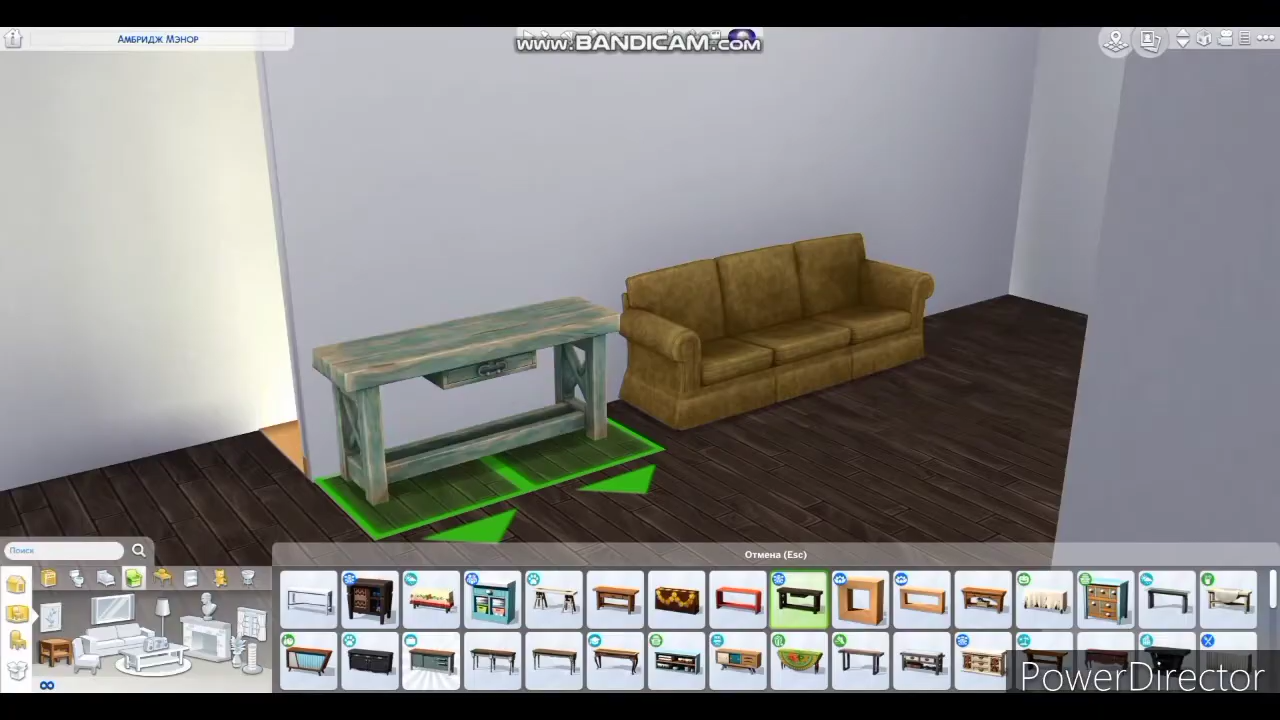 Амбридж Мэнор
www.BANDICAM.com
Поиск
Отмена (Esc)
PowerDirector